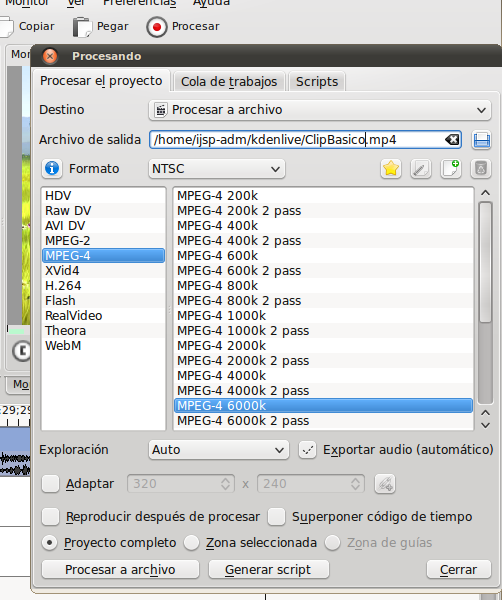 Monitor Ver Preferencias Ayuda
Copiar Pegar Procesar
Mor
Procesando
Procesar el proyecto Cola de trabajos Scripts
Destino Procesar a archivo
Archivo de salida /home/ijsp-adm/kdenlive/ClipBasico.mp4
Formato NTSC
HDV
Raw DV
AVI DV
MPEG-2
MPEG-4
XVid4
H.264
Flash
RealVideo
Theora
WebM
MPEG-4 200k
MPEG-4 200k 2 pass
MPEG-4 400k
MPEG-4 400k 2 pass
MPEG-4 600k
MPEG-4 600k 2 pass
MPEG-4 800k
MPEG-4 800k 2 pass
MPEG-4 1000k
MPEG-4 1000k 2 pass
MPEG-4 2000k
MPEG-4 2000k 2 pass
MPEG-4 4000k
MPEG-4 4000k 2 pass
MPEG-4 6000k
MPEG-4 6000k 2 pass
Mo
:29;29
Exploración Auto Exportar audio (automático)
Adaptar 320 x 240
Reproducir después de procesar Superponer código de tiempo
Proyecto completo Zona seleccionada Zona de guías
Procesar a archivo Generar script Cerrar